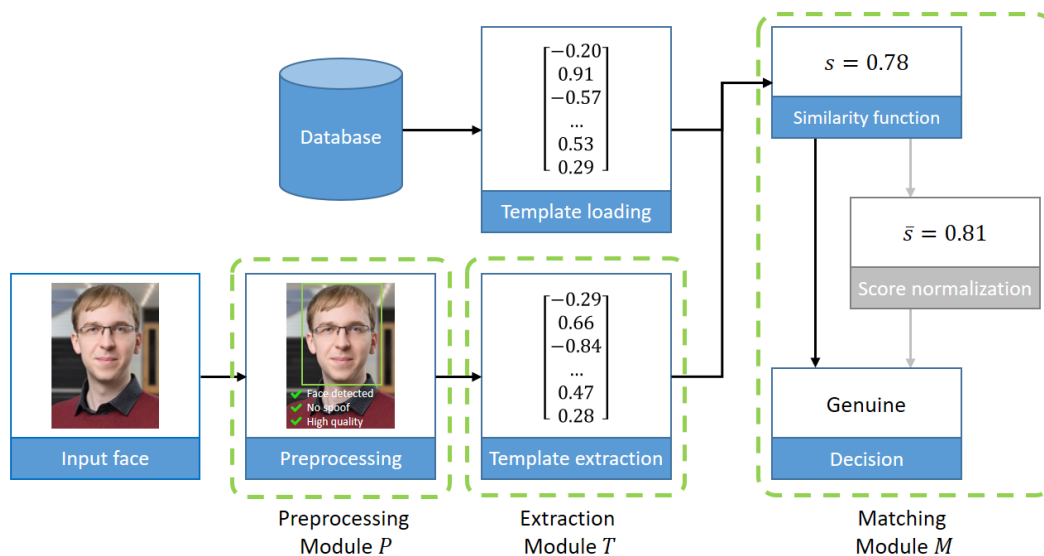 Database
[−0.20
0.91
−0.57
...
0.53
0.29]
Template loading
s = 0.78
Similarity function
s̄ = 0.81
Score normalization
Input face
Face detected
No spoof
High quality
Preprocessing
[−0.29
0.66
−0.84
...
0.47
0.28]
Template extraction
Genuine
Decision
Preprocessing
Module P
Extraction
Module T
Matching
Module M